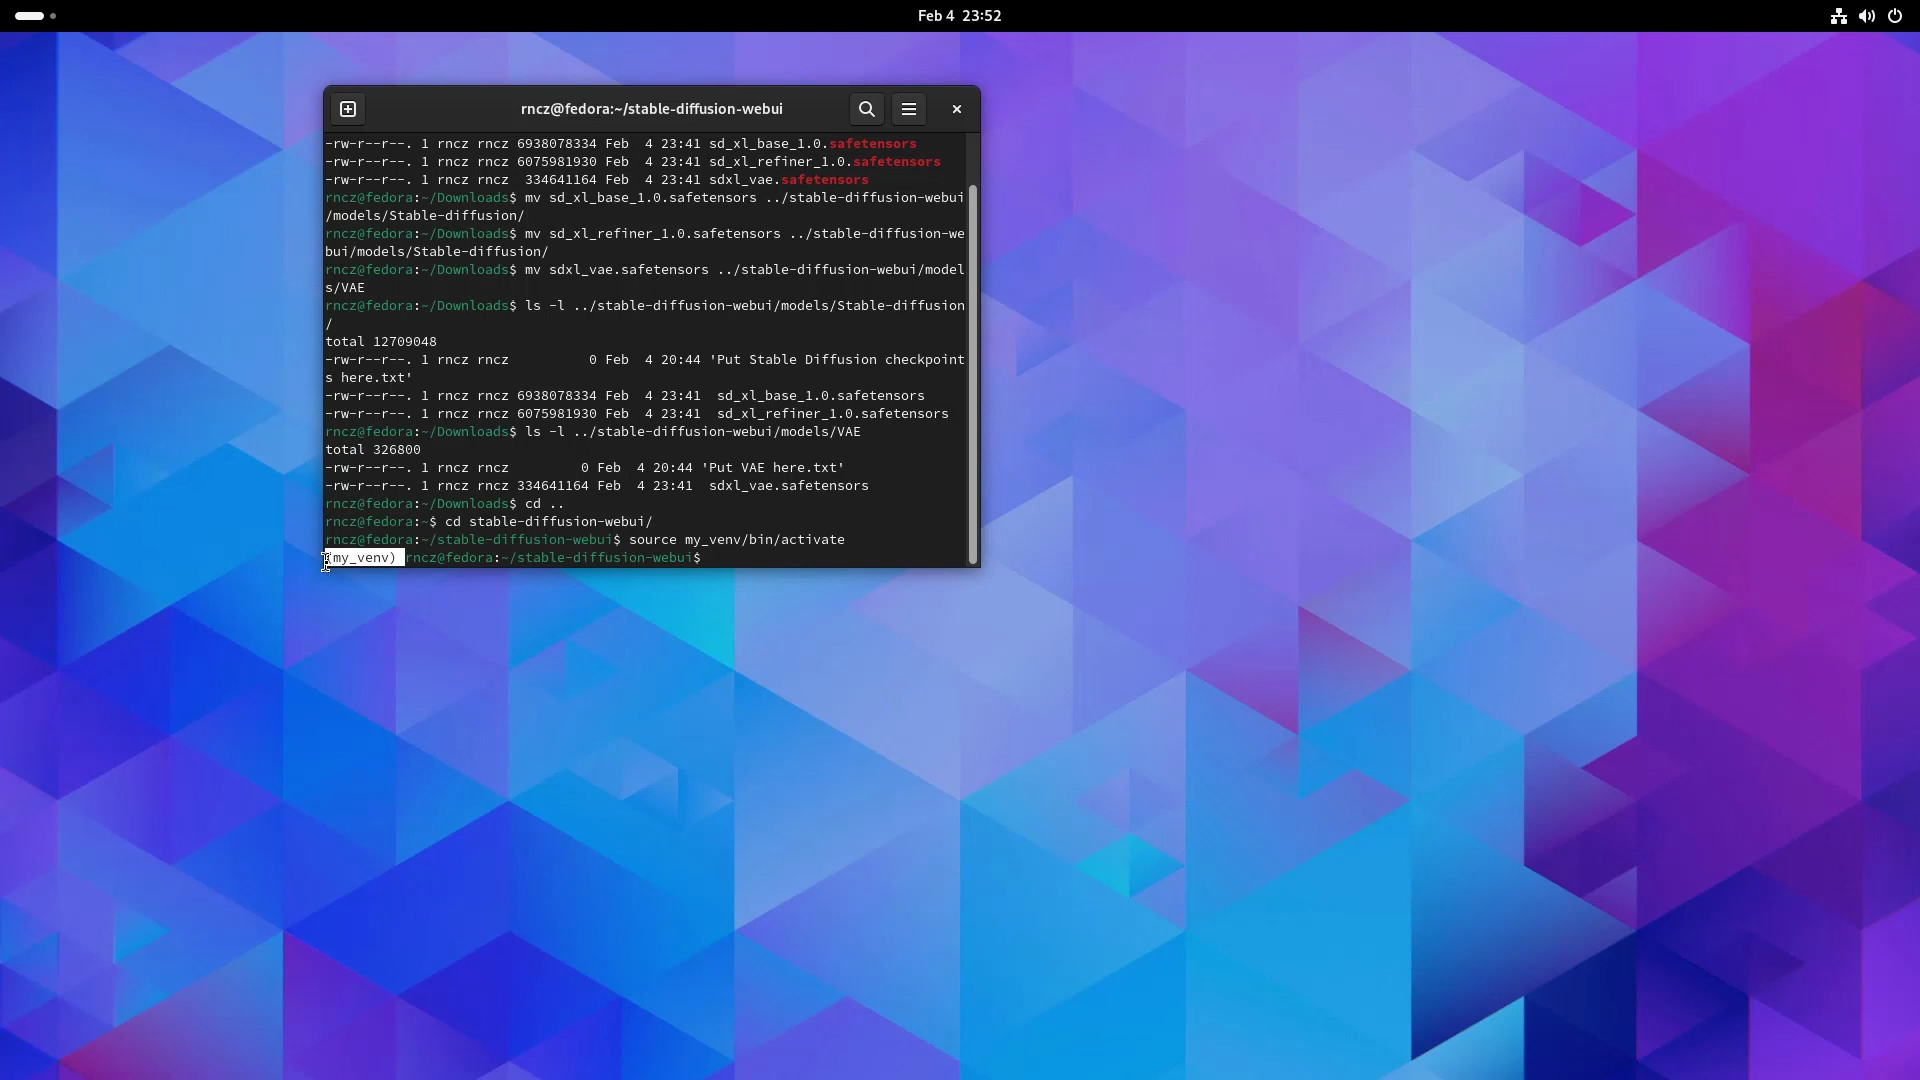 Feb 4 23:52
rncz@fedora:~/stable-diffusion-webui
-rw-r--r--. 1 rncz rncz 6938078334 Feb  4 23:41 sd_xl_base_1.0.safetensors
-rw-r--r--. 1 rncz rncz 6075981930 Feb  4 23:41 sd_xl_refiner_1.0.safetensors
-rw-r--r--. 1 rncz rncz  334641164 Feb  4 23:41 sdxl_vae.safetensors
rncz@fedora:~/Downloads$ mv sd_xl_base_1.0.safetensors ../stable-diffusion-webui
/models/Stable-diffusion/
rncz@fedora:~/Downloads$ mv sd_xl_refiner_1.0.safetensors ../stable-diffusion-we
bui/models/Stable-diffusion/
rncz@fedora:~/Downloads$ mv sdxl_vae.safetensors ../stable-diffusion-webui/model
s/VAE
rncz@fedora:~/Downloads$ ls -l ../stable-diffusion-webui/models/Stable-diffusion
/
total 12709048
-rw-r--r--. 1 rncz rncz          0 Feb  4 20:44 'Put Stable Diffusion checkpoint
s here.txt'
-rw-r--r--. 1 rncz rncz 6938078334 Feb  4 23:41  sd_xl_base_1.0.safetensors
-rw-r--r--. 1 rncz rncz 6075981930 Feb  4 23:41  sd_xl_refiner_1.0.safetensors
rncz@fedora:~/Downloads$ ls -l ../stable-diffusion-webui/models/VAE
total 326800
-rw-r--r--. 1 rncz rncz         0 Feb  4 20:44 'Put VAE here.txt'
-rw-r--r--. 1 rncz rncz 334641164 Feb  4 23:41  sdxl_vae.safetensors
rncz@fedora:~/Downloads$ cd ..
rncz@fedora:~$ cd stable-diffusion-webui/
rncz@fedora:~/stable-diffusion-webui$ source my_venv/bin/activate
(my_venv) rncz@fedora:~/stable-diffusion-webui$